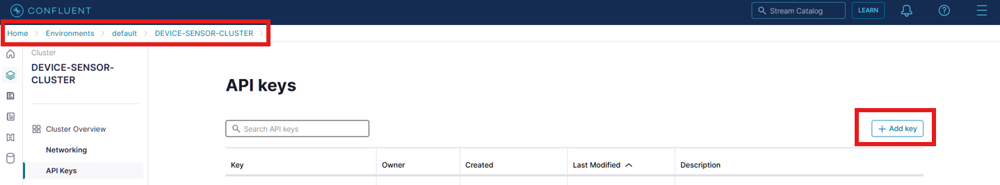 CONFLUENT
Stream Catalog
LEARN
Home Environments default DEVICE-SENSOR-CLUSTER
Cluster
DEVICE-SENSOR-
CLUSTER
Cluster Overview
Networking
API Keys
API keys
Search API keys
+ Add key
Key Owner Created Last Modified Description